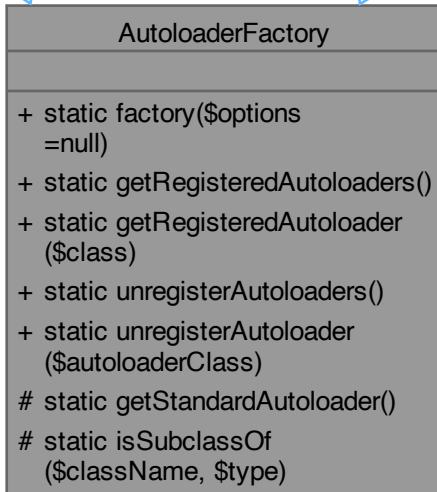 AutoloaderFactory
+ static factory($options
=null)
+ static getRegisteredAutoloaders()
+ static getRegisteredAutoloader
($class)
+ static unregisterAutoloaders()
+ static unregisterAutoloader
($autoloaderClass)
# static getStandardAutoloader()
# static isSubclassOf
($className, $type)